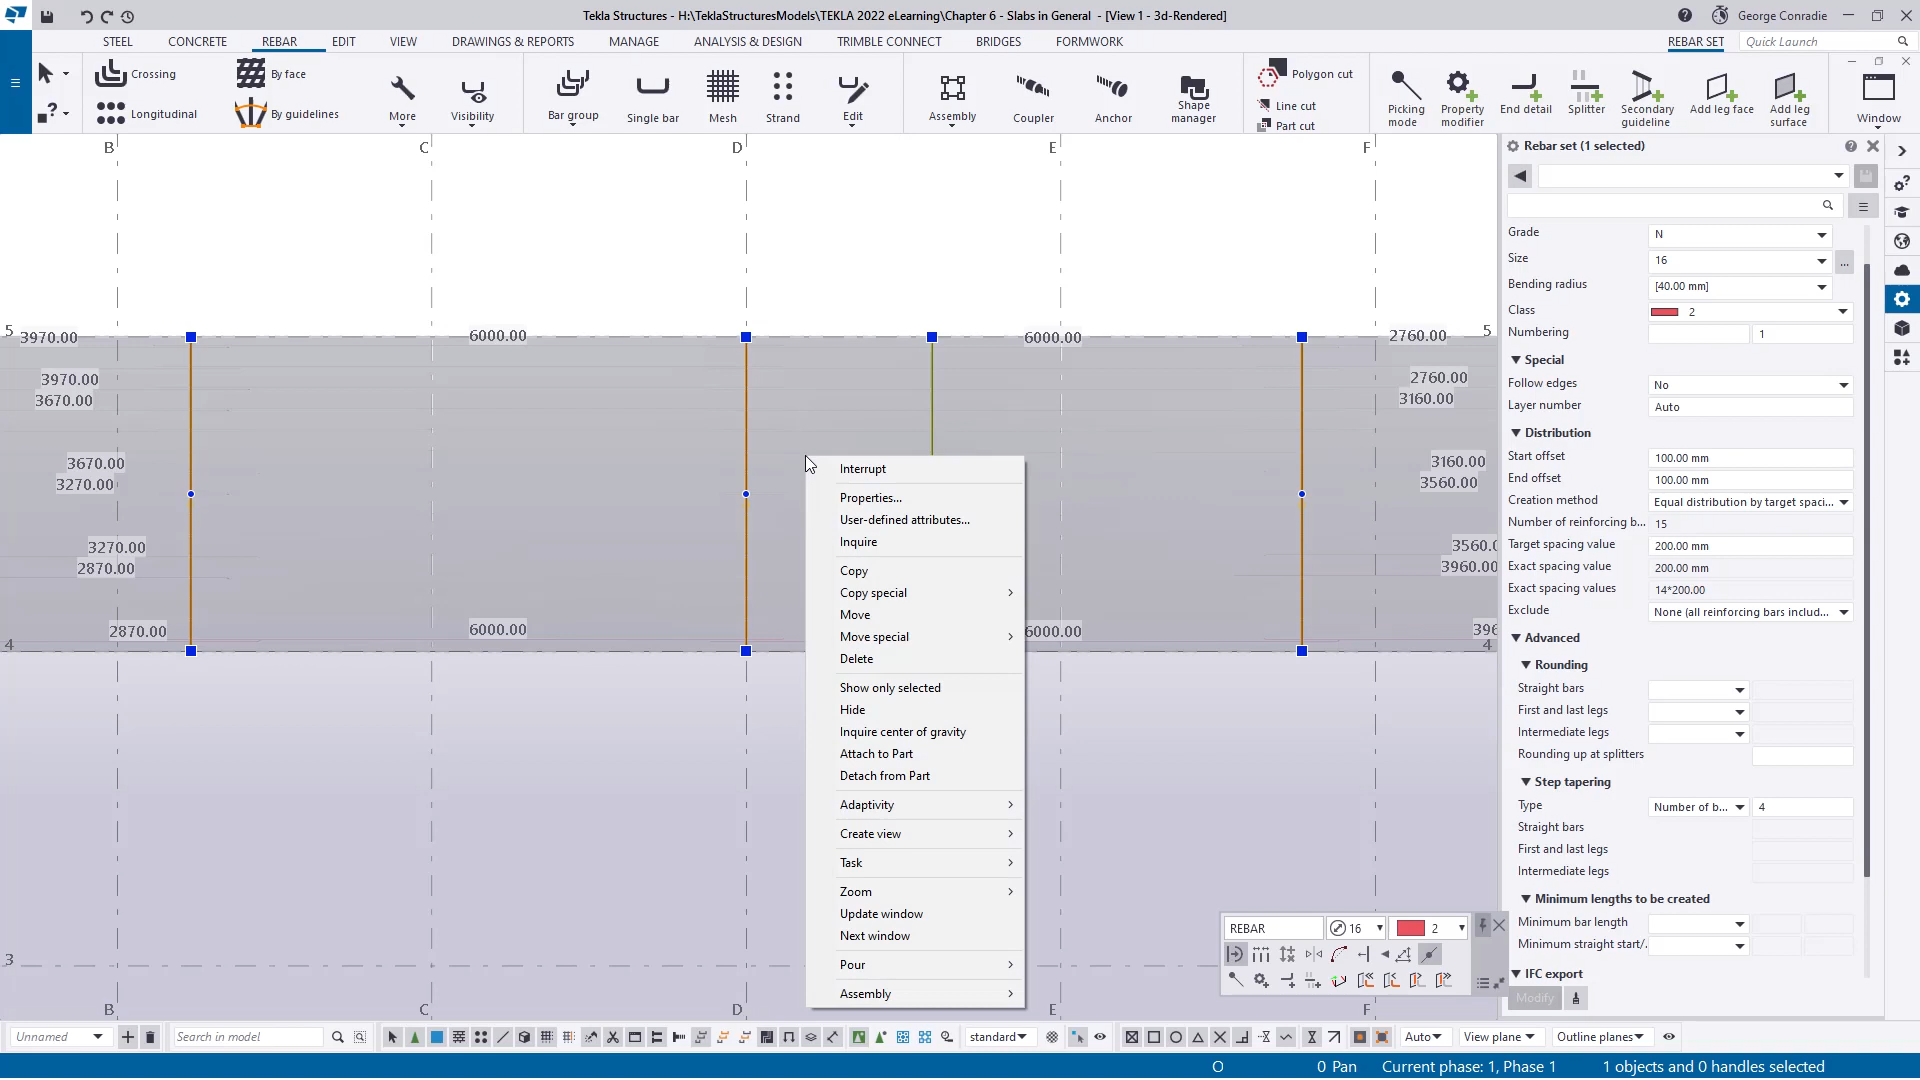 Tekla Structures - H:\TeklaStructuresModels\TEKLA 2022 eLearning\Chapter 6 - Slabs in General - [View 1 - 3d-Rendered]
George Conradie
STEEL CONCRETE REBAR EDIT VIEW DRAWINGS & REPORTS MANAGE ANALYSIS & DESIGN TRIMBLE CONNECT BRIDGES FORMWORK REBAR SET Quick Launch
Crossing
Longitudinal
By face
By guidelines
More
Visibility
Bar group
Single bar
Mesh
Strand
Edit
Assembly
Coupler
Anchor
Shape
manager
Polygon cut
Line cut
Part cut
Picking
mode
Property
modifier
End detail
Splitter
Secondary
guideline
Add leg face
Add leg
surface
Window
B C D E F
5 3970.00 6000.00 6000.00 2760.00 5
3970.00 2760.00
3670.00 3160.00
3670.00 3160.00
3270.00 3560.00
3270.00 3560.0
2870.00 3960.00
2870.00 6000.00 6000.00 396
4 4
3
B C D E F
Interrupt
Properties...
User-defined attributes...
Inquire
Copy
Copy special
Move
Move special
Delete
Show only selected
Hide
Inquire center of gravity
Attach to Part
Detach from Part
Adaptivity
Create view
Task
Zoom
Update window
Next window
Pour
Assembly
Rebar set (1 selected)
Grade N
Size 16 ...
Bending radius [40.00 mm]
Class 2
Numbering 1
Special
Follow edges No
Layer number Auto
Distribution
Start offset 100.00 mm
End offset 100.00 mm
Creation method Equal distribution by target spaci...
Number of reinforcing b... 15
Target spacing value 200.00 mm
Exact spacing value 200.00 mm
Exact spacing values 14*200.00
Exclude None (all reinforcing bars includ...
Advanced
Rounding
Straight bars
First and last legs
Intermediate legs
Rounding up at splitters
Step tapering
Type Number of b... 4
Straight bars
First and last legs
Intermediate legs
Minimum lengths to be created
Minimum bar length
Minimum straight start/.
IFC export
Modify
REBAR 16 2
Unnamed Search in model standard Auto View plane Outline planes
O 0 Pan Current phase: 1, Phase 1 1 objects and 0 handles selected